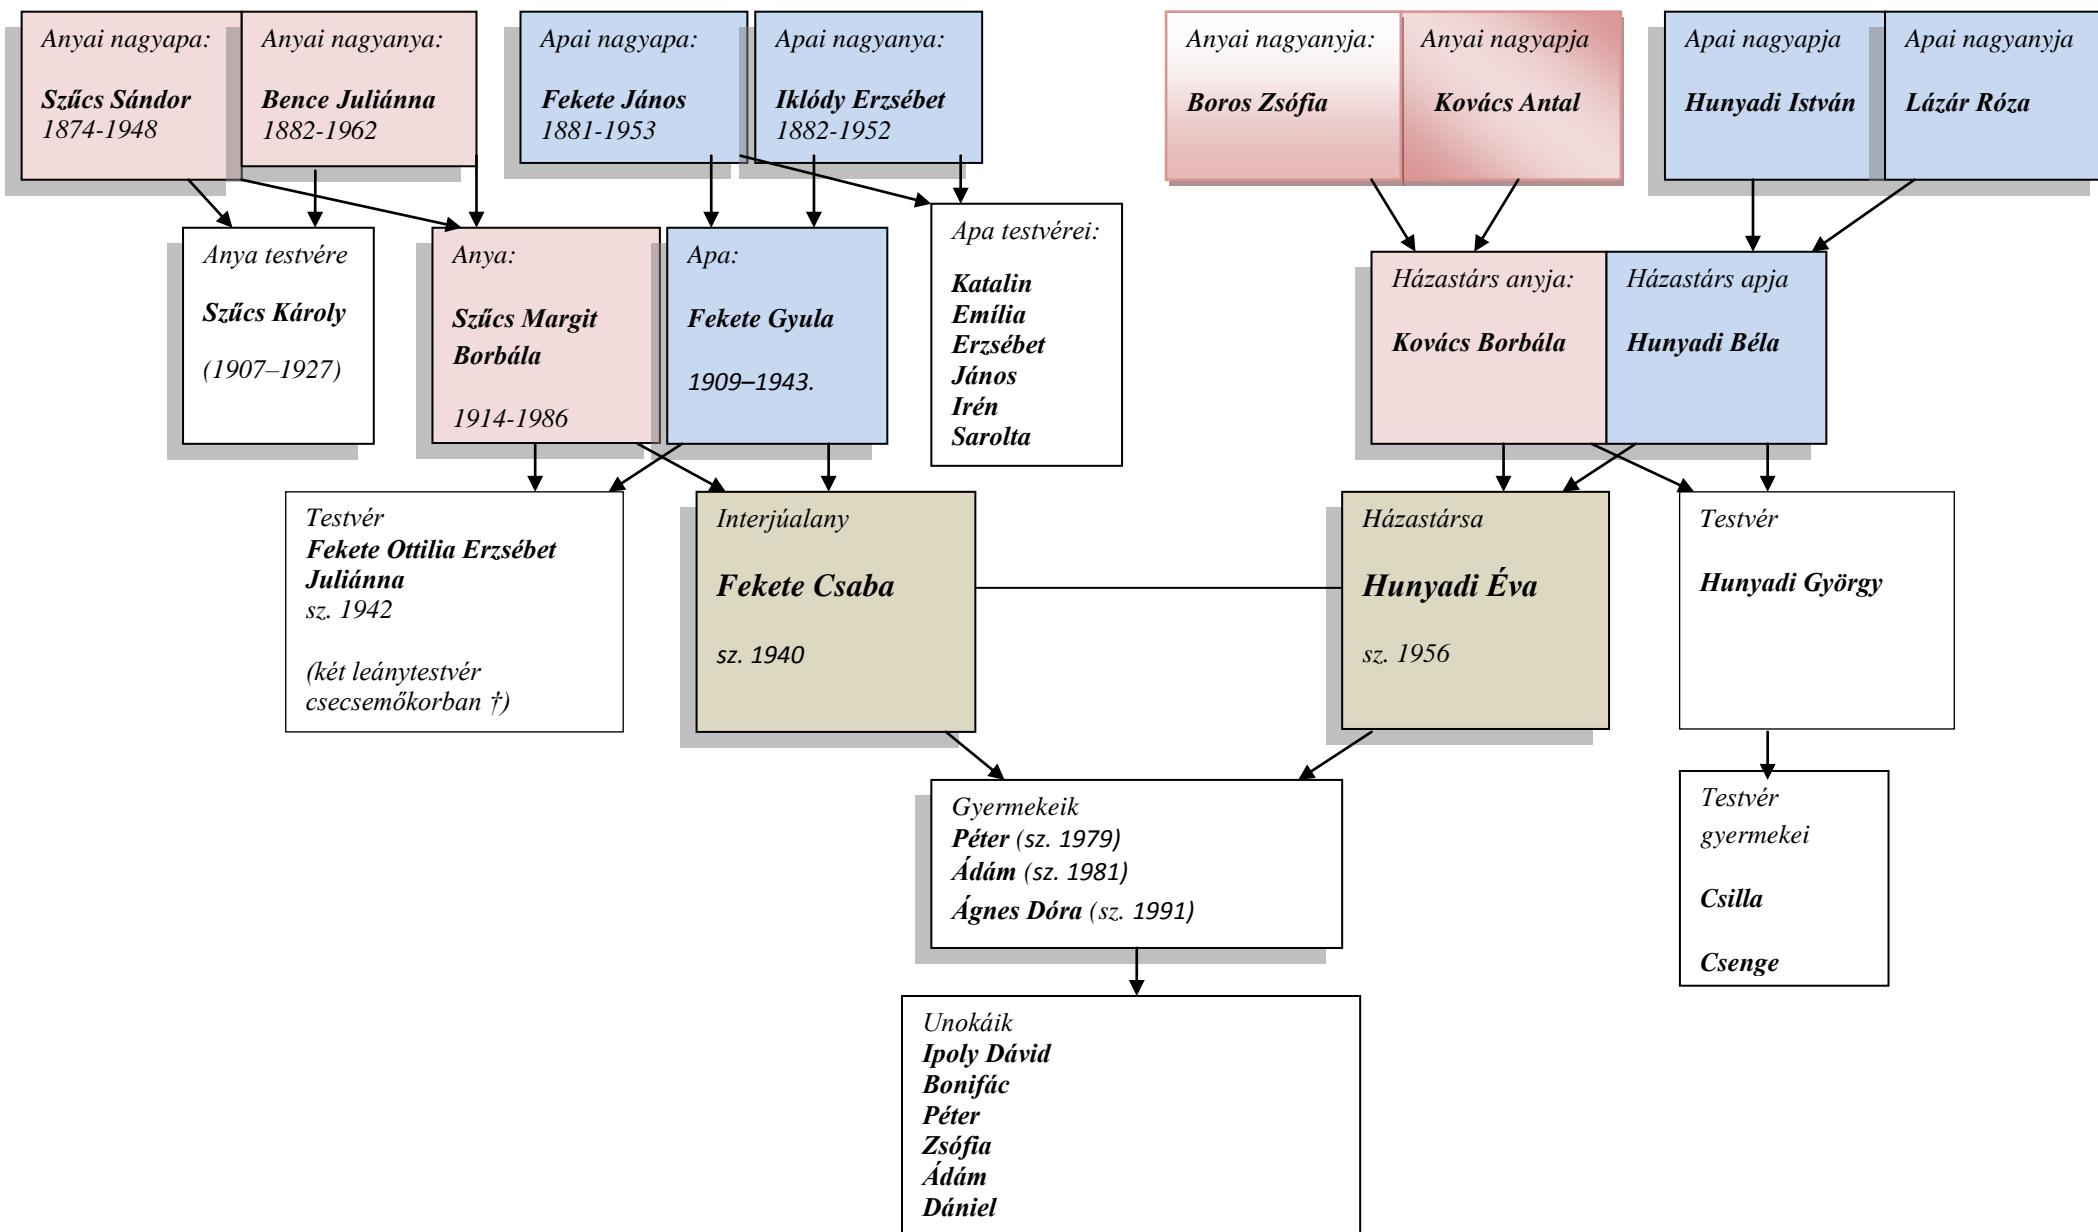 Anyai nagyapa:
Szűcs Sándor
1874-1948
Anyai nagyanya:
Bence Juliánna
1882-1962
Apai nagyapa:
Fekete János
1881-1953
Apai nagyanya:
Iklódy Erzsébet
1882-1952
Anyai nagyanyja:
Boros Zsófia
Anyai nagyapja
Kovács Antal
Apai nagyapja
Hunyadi István
Apai nagyanyja
Lázár Róza
Anya testvére
Szűcs Károly
(1907–1927)
Anya:
Szűcs Margit
Borbála
1914-1986
Apa:
Fekete Gyula
1909–1943.
Apa testvérei:
Katalin
Emília
Erzsébet
János
Irén
Sarolta
Házastárs anyja:
Kovács Borbála
Házastárs apja
Hunyadi Béla
Testvér
Fekete Ottilia Erzsébet
Juliánna
sz. 1942
(két leánytestvér
csecsemőkorban †)
Interjúalany
Fekete Csaba
sz. 1940
Házastársa
Hunyadi Éva
sz. 1956
Testvér
Hunyadi György
Gyermekeik
Péter (sz. 1979)
Ádám (sz. 1981)
Ágnes Dóra (sz. 1991)
Testvér
gyermekei
Csilla
Csenge
Unokáik
Ipoly Dávid
Bonifác
Péter
Zsófia
Ádám
Dániel